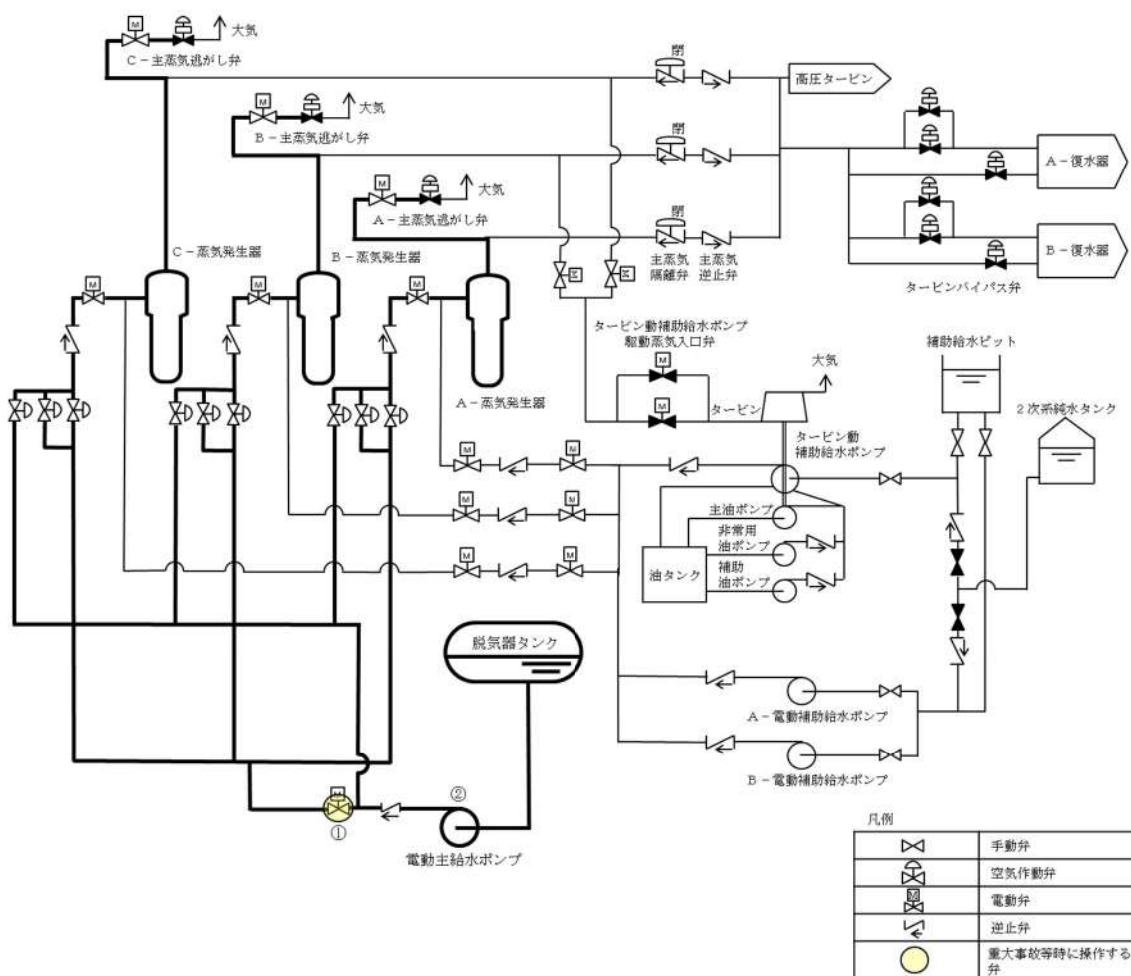 大気
C-主蒸気逃がし弁
閉
高圧タービン
大気
B-主蒸気逃がし弁
閉
A-復水器
大気
A-主蒸気逃がし弁
閉
C-蒸気発生器
B-蒸気発生器
主蒸気
隔離弁
主蒸気
逆止弁
B-復水器
タービンバイパス弁
タービン動補助給水ポンプ
駆動蒸気入口弁
大気
補助給水ピット
A-蒸気発生器
タービン
2次系純水タンク
タービン動
補助給水ポンプ
主油ポンプ
非常用
油ポンプ
補助
油ポンプ
油タンク
脱気器タンク
A-電動補助給水ポンプ
B-電動補助給水ポンプ
①
②
電動主給水ポンプ
凡例
手動弁
空気作動弁
M
電動弁
逆止弁
重大事故等時に操作する
弁